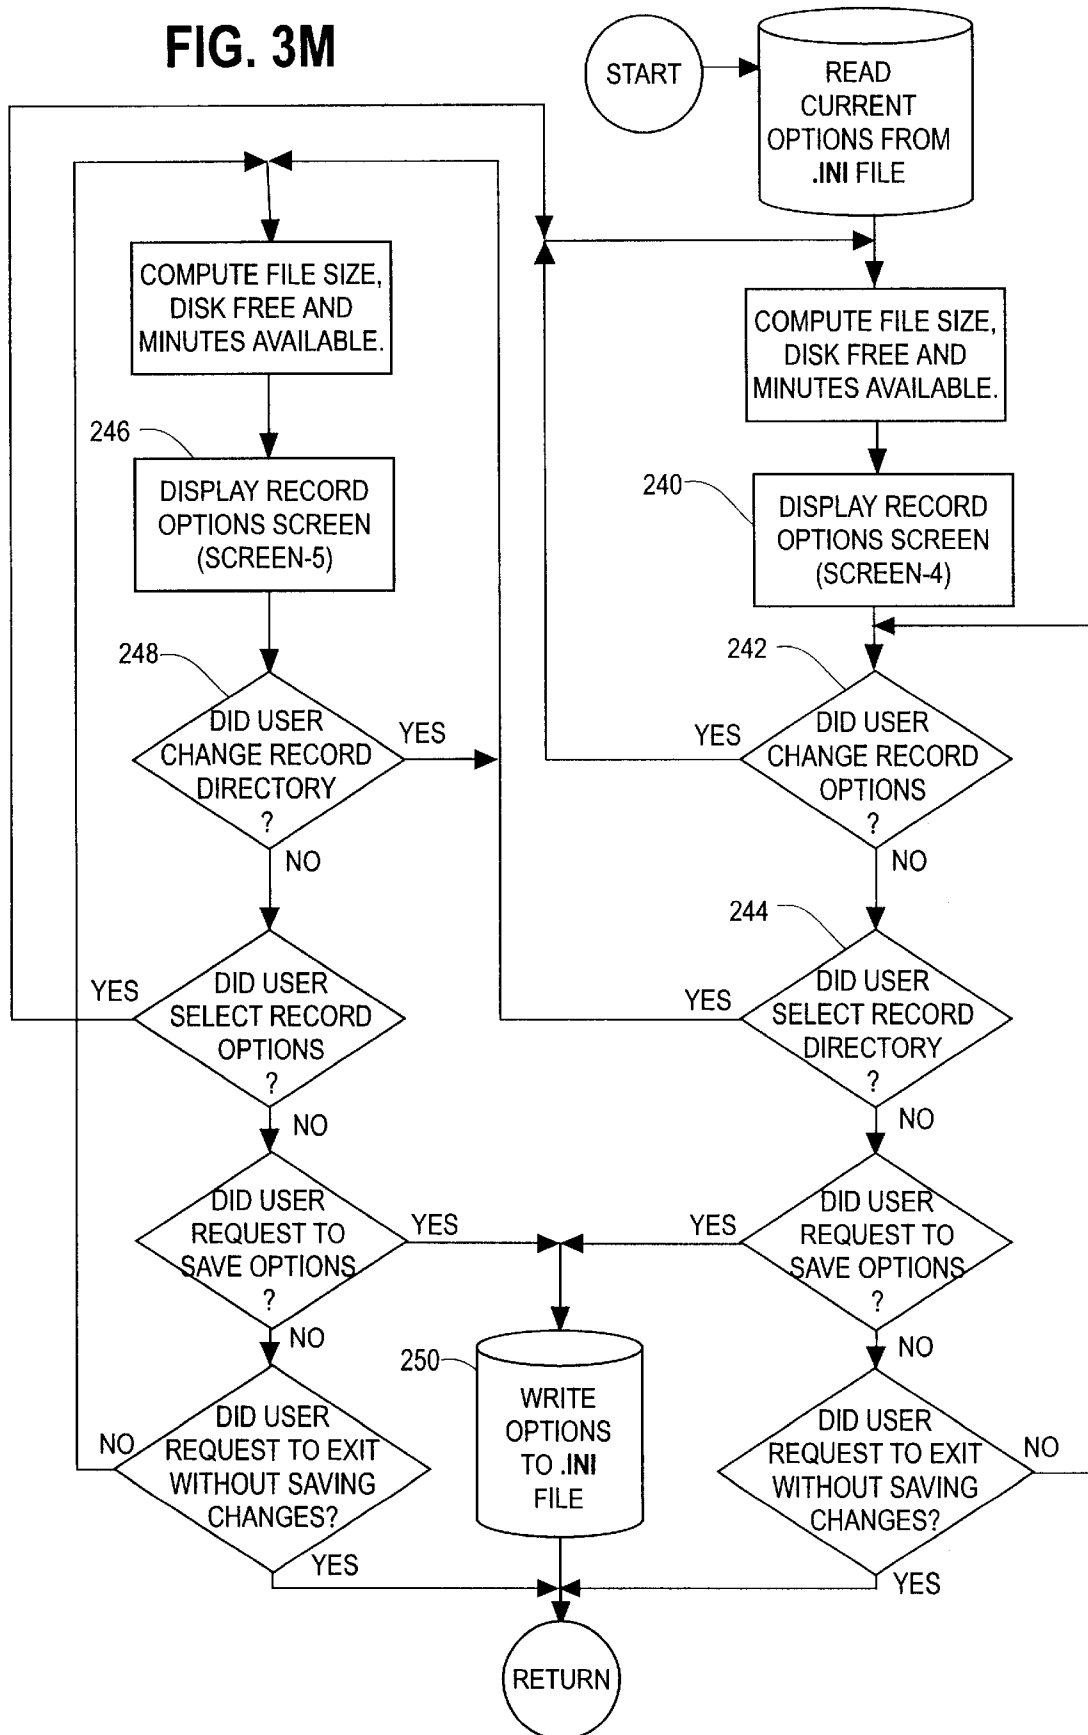 FIG. 3M
START
READ
CURRENT
OPTIONS FROM
.INI FILE
COMPUTE FILE SIZE,
DISK FREE AND
MINUTES AVAILABLE.
COMPUTE FILE SIZE,
DISK FREE AND
MINUTES AVAILABLE.
246
DISPLAY RECORD
OPTIONS SCREEN
(SCREEN-5)
240
DISPLAY RECORD
OPTIONS SCREEN
(SCREEN-4)
248
DID USER
CHANGE RECORD
DIRECTORY
?
YES
NO
242
DID USER
CHANGE RECORD
OPTIONS
?
YES
NO
DID USER
SELECT RECORD
OPTIONS
?
YES
NO
244
DID USER
SELECT RECORD
DIRECTORY
?
YES
NO
DID USER
REQUEST TO
SAVE OPTIONS
?
YES
NO
DID USER
REQUEST TO
SAVE OPTIONS
?
YES
NO
250
WRITE
OPTIONS
TO .INI
FILE
DID USER
REQUEST TO EXIT
WITHOUT SAVING
CHANGES?
NO
YES
DID USER
REQUEST TO EXIT
WITHOUT SAVING
CHANGES?
NO
YES
RETURN